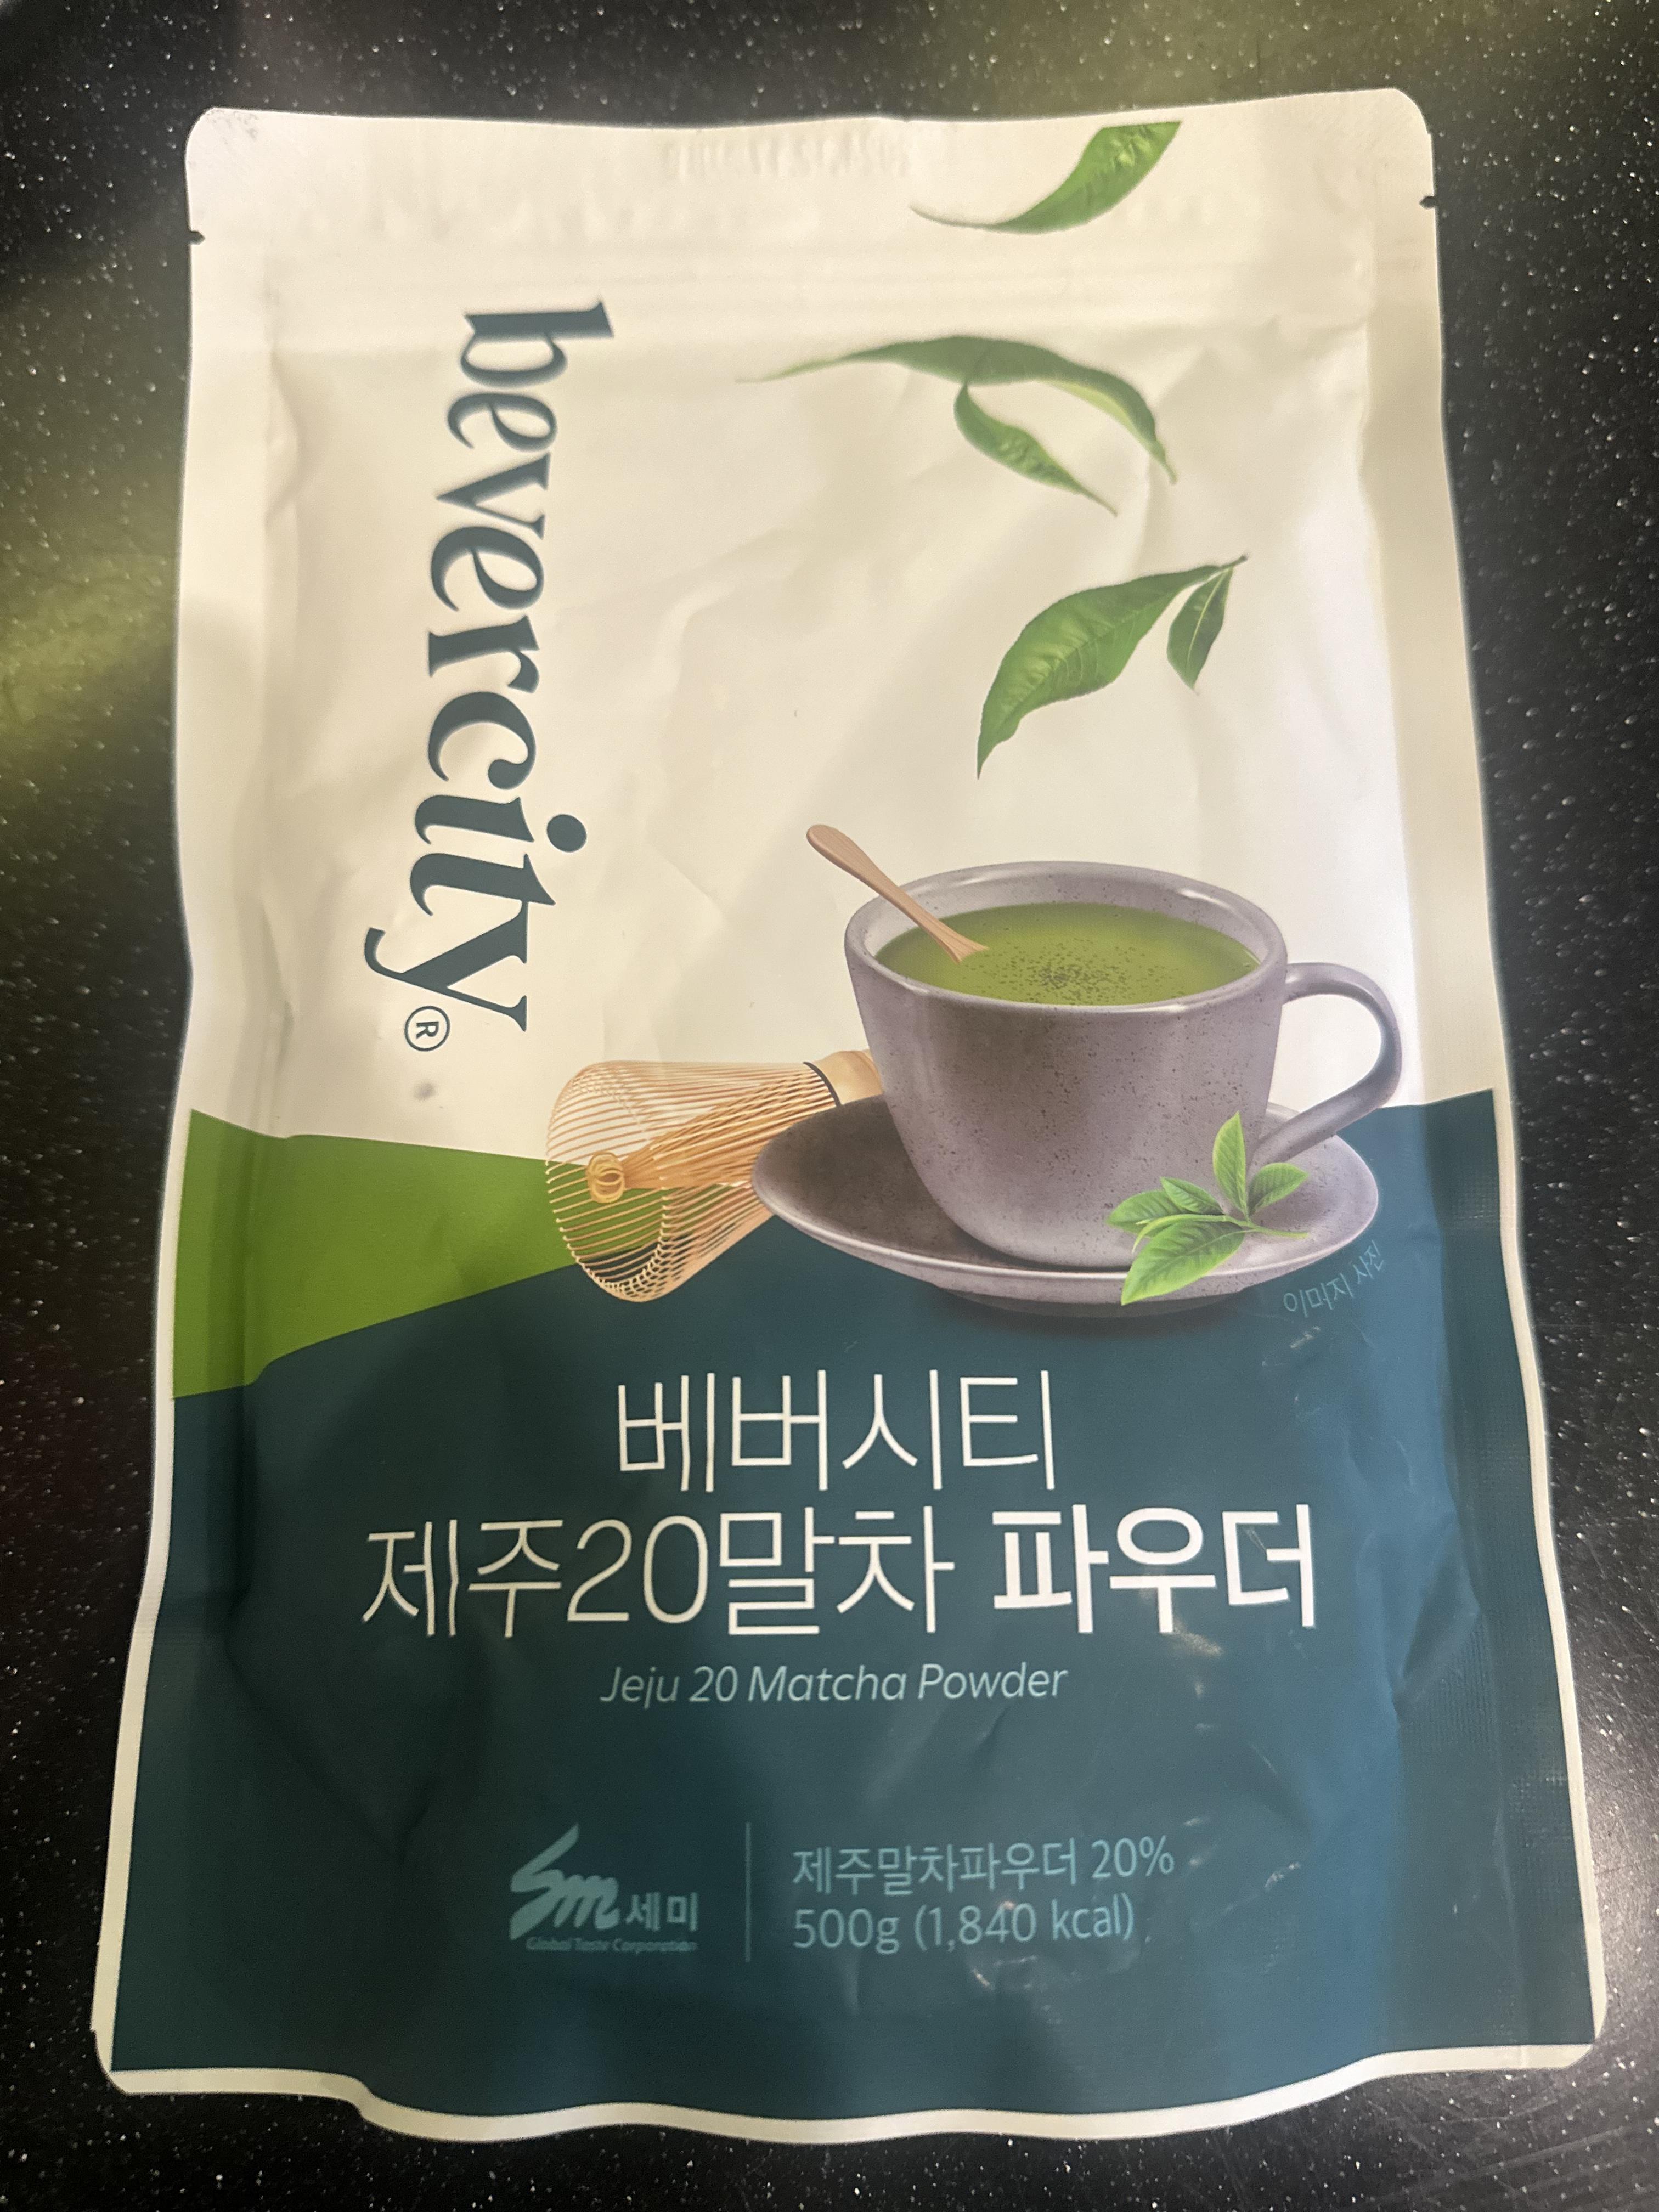 bevercity®
이미지 사진
베버시티
제주20말차 파우더
Jeju 20 Matcha Powder
Sm 세미
Global Taste Corporation
제주말차파우더 20%
500g (1,840 kcal)